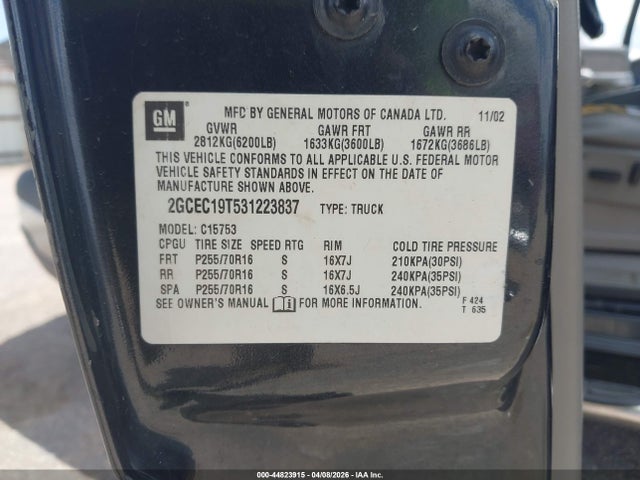 GM
MFD BY GENERAL MOTORS OF CANADA LTD. 11/02
GVWR GAWR FRT GAWR RR
2812KG(6200LB) 1633KG(3600LB) 1672KG(3686LB)
THIS VEHICLE CONFORMS TO ALL APPLICABLE U.S. FEDERAL MOTOR
VEHICLE SAFETY STANDARDS IN EFFECT ON THE DATE OF
MANUFACTURE SHOWN ABOVE.
2GCEC19T531223837 TYPE: TRUCK
MODEL: C15753
CPGU TIRE SIZE SPEED RTG RIM COLD TIRE PRESSURE
FRT P255/70R16 S 16X7J 210KPA(30PSI)
RR P255/70R16 S 16X7J 240KPA(35PSI)
SPA P255/70R16 S 16X6.5J 240KPA(35PSI)
SEE OWNER'S MANUAL FOR MORE INFORMATION.
F 424
T 635
000-44823915 - 04/08/2026 - IAA Inc.